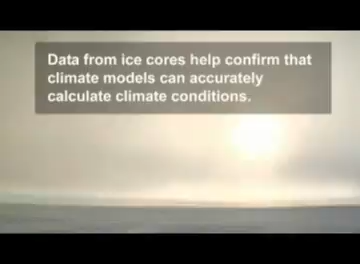 Data from ice cores help confirm that
climate models can accurately
calculate climate conditions.